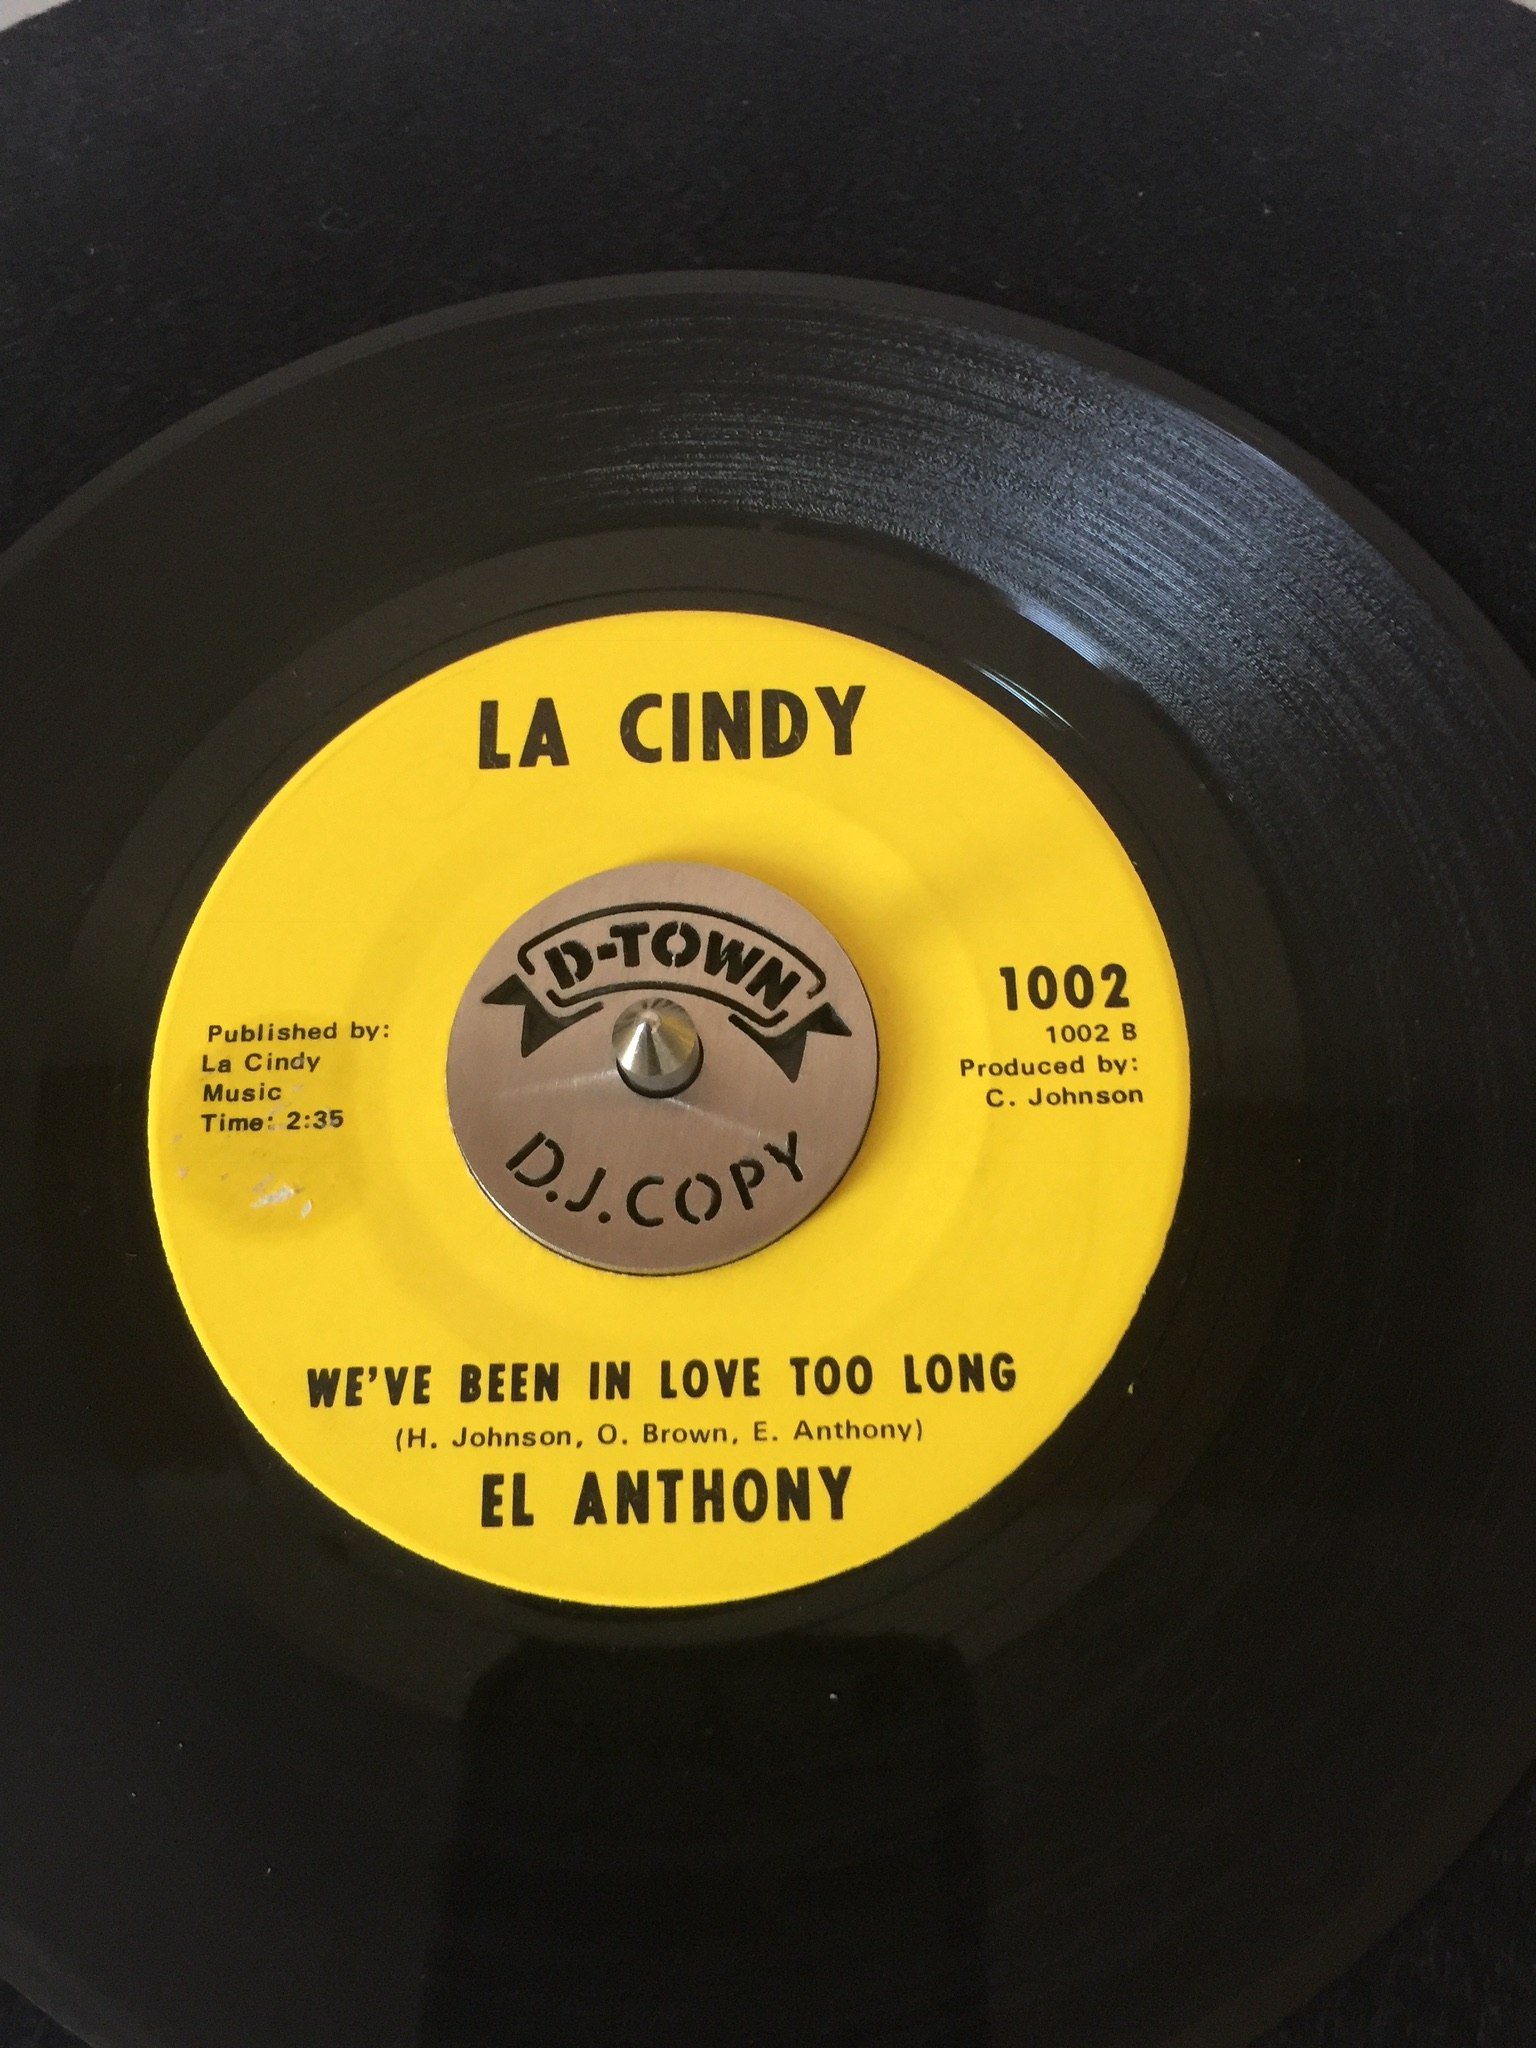 LA CINDY
D-TOWN
D.J. COPY
Published by:
La Cindy
Music
Time: 2:35
1002
1002 B
Produced by:
C. Johnson
WE'VE BEEN IN LOVE TOO LONG
(H. Johnson, O. Brown, E. Anthony)
EL ANTHONY